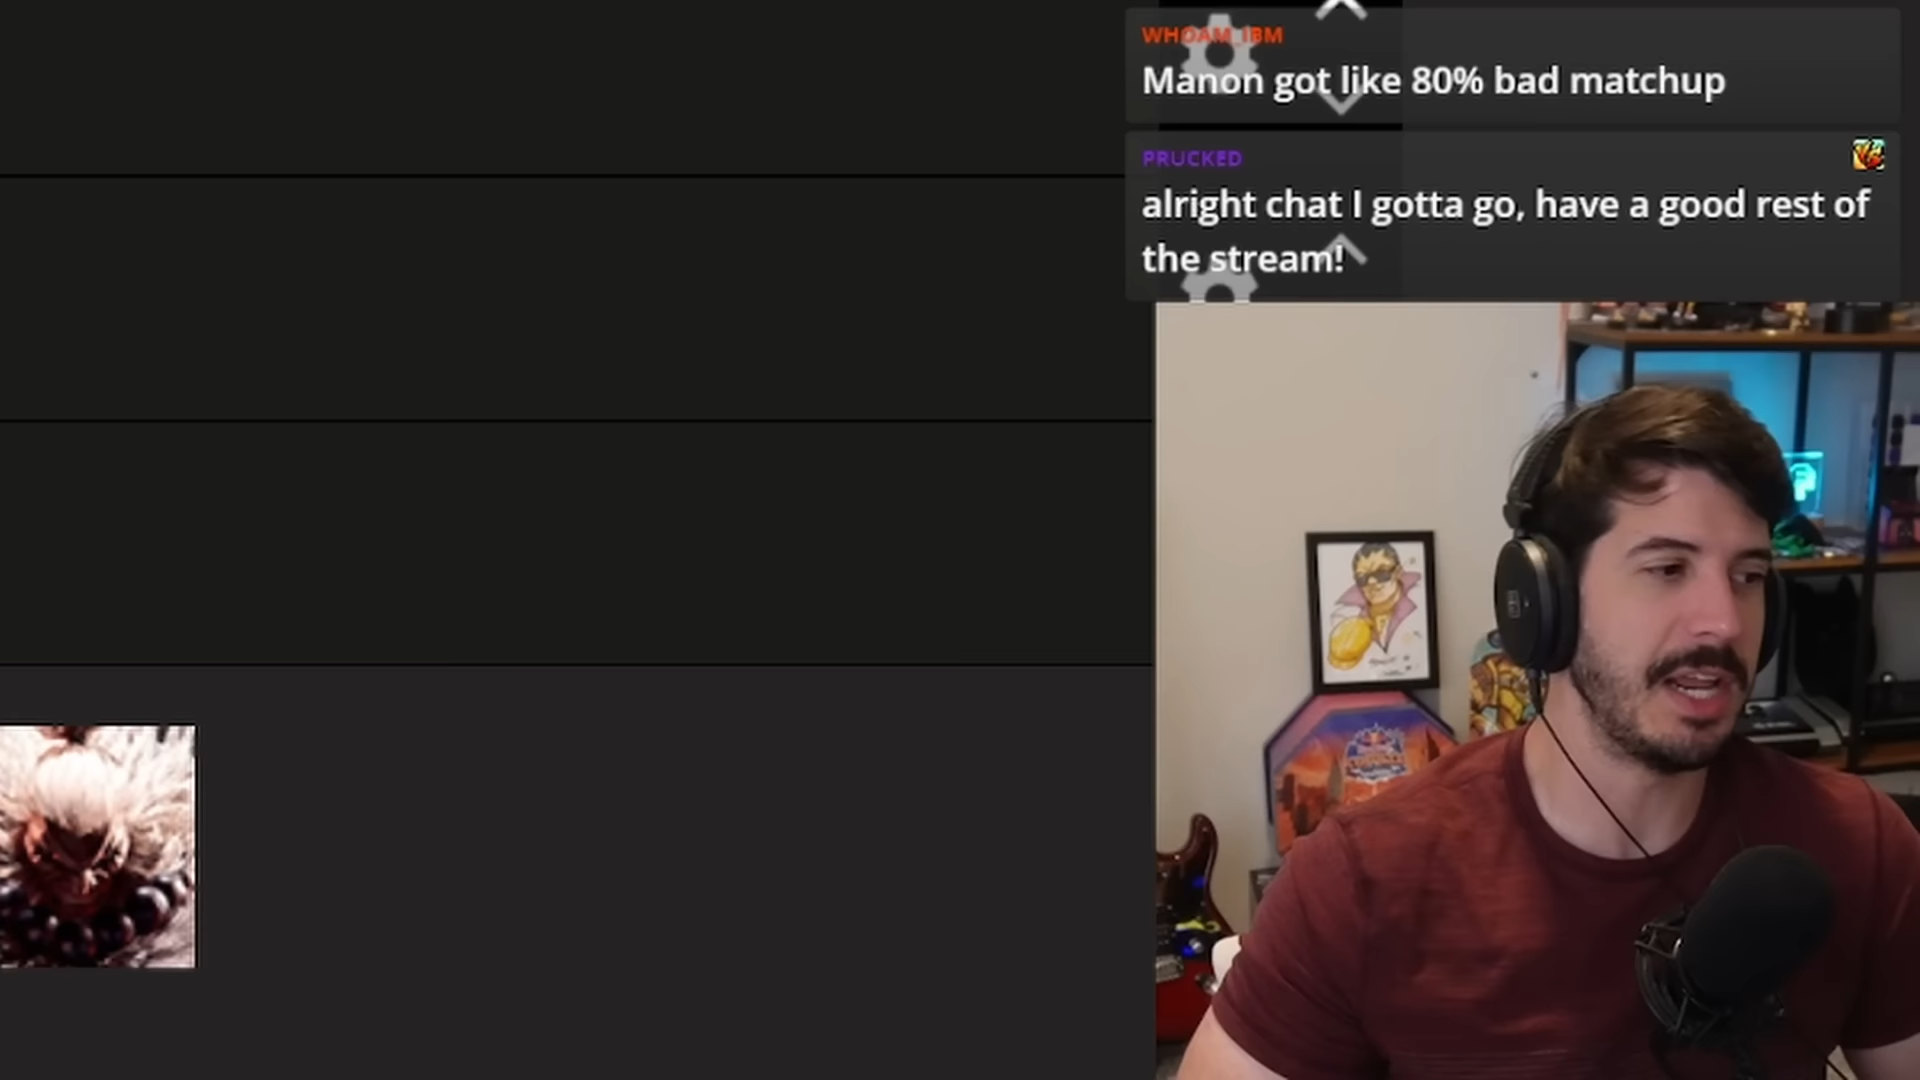 WHOAM_IBM
Manon got like 80% bad matchup
PRUCKED
alright chat I gotta go, have a good rest of
the stream!